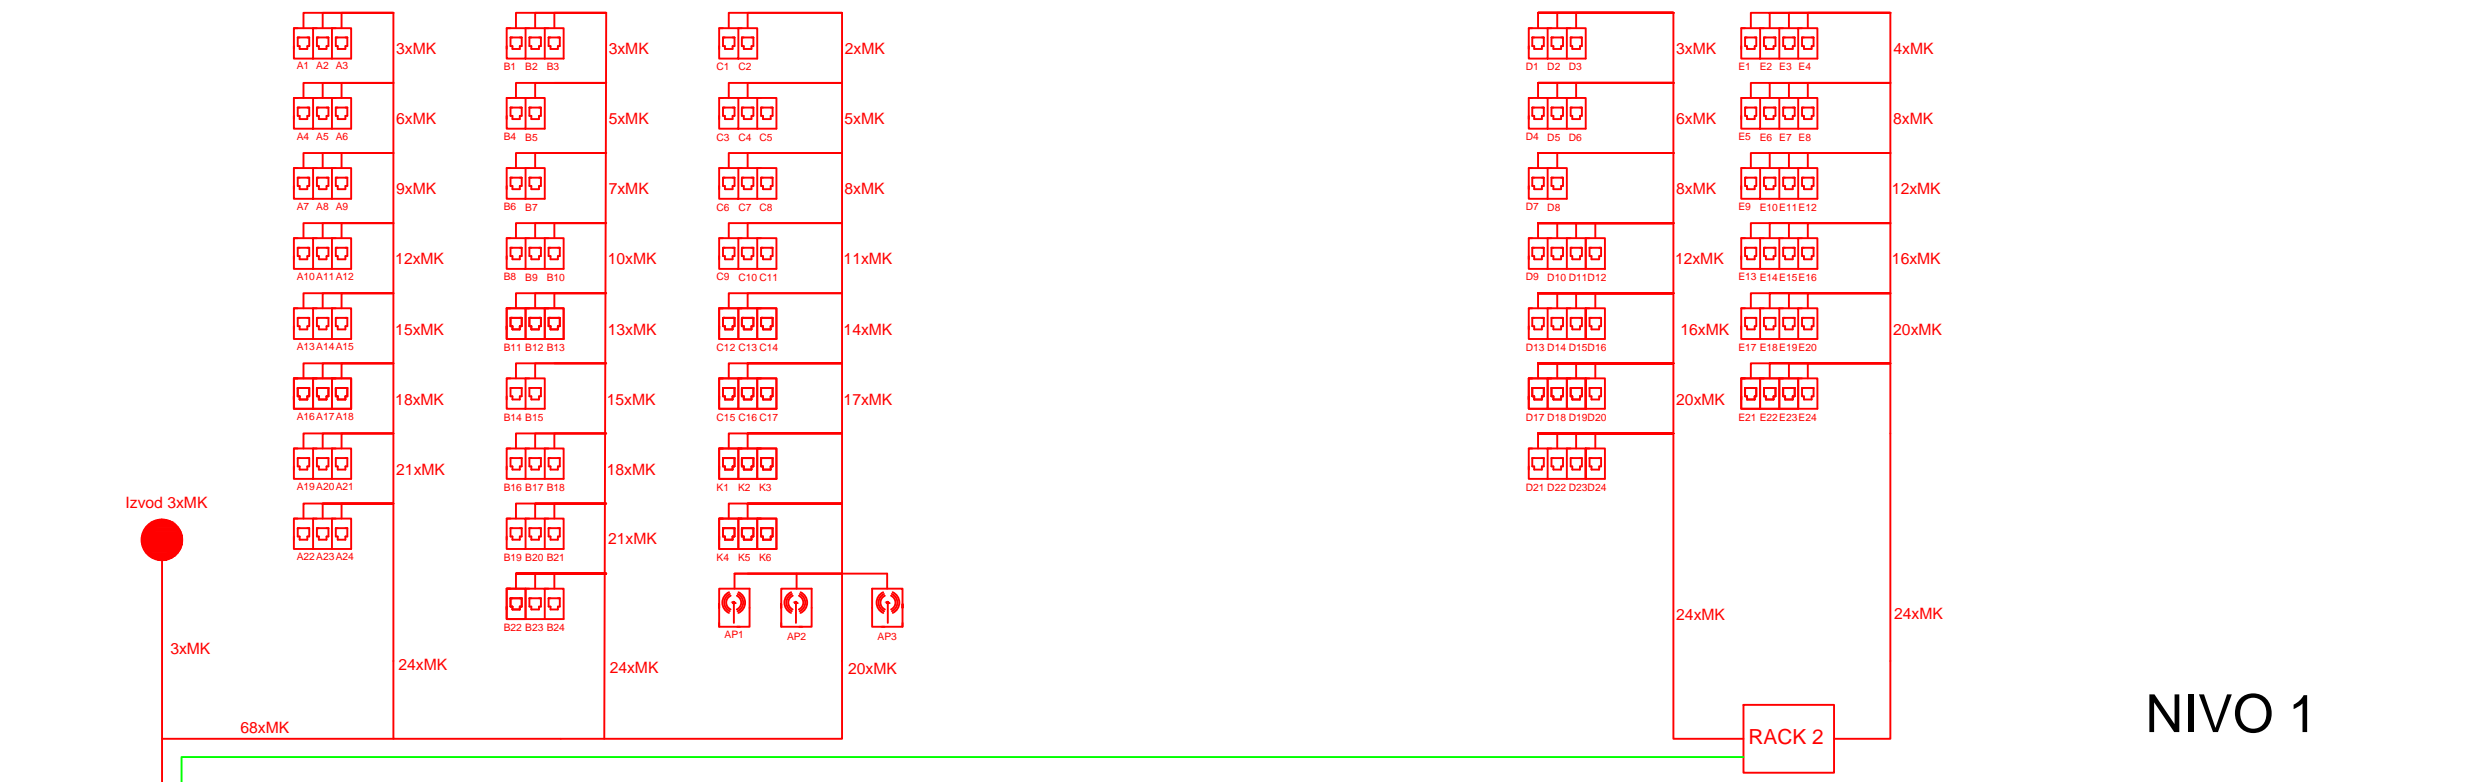 3xMK 3xMK 2xMK 3xMK 4xMK
A1 A2 A3 B1 B2 B3 C1 C2 D1 D2 D3 E1 E2 E3 E4
6xMK 5xMK 5xMK 6xMK 8xMK
A4 A5 A6 B4 B5 C3 C4 C5 D4 D5 D6 E5 E6 E7 E8
9xMK 7xMK 8xMK 8xMK 12xMK
A7 A8 A9 B6 B7 C6 C7 C8 D7 D8 E9 E10 E11 E12
12xMK 10xMK 11xMK 12xMK 16xMK
A10 A11 A12 B8 B9 B10 C9 C10 C11 D9 D10 D11 D12 E13 E14 E15 E16
15xMK 13xMK 14xMK 16xMK 20xMK
A13 A14 A15 B11 B12 B13 C12 C13 C14 D13 D14 D15 D16 E17 E18 E19 E20
18xMK 15xMK 17xMK 20xMK
A16 A17 A18 B14 B15 C15 C16 C17 D17 D18 D19 D20 E21 E22 E23 E24
21xMK 18xMK
A19 A20 A21 B16 B17 B18 K1 K2 K3 D21 D22 D23 D24
Izvod 3xMK
21xMK
A22 A23 A24 B19 B20 B21 K4 K5 K6
24xMK 24xMK
B22 B23 B24 AP1 AP2 AP3
3xMK
24xMK 24xMK 20xMK
68xMK
RACK 2
NIVO 1